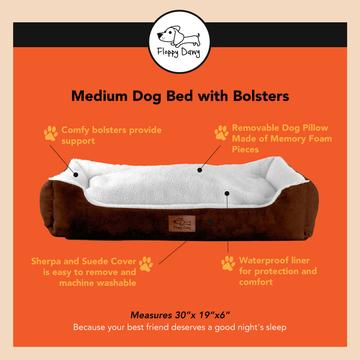 Floppy Dawg
Medium Dog Bed with Bolsters
Comfy bolsters provide
support
Removable Dog Pillow
Made of Memory Foam
Pieces
Floppy Dawg
Sherpa and Suede Cover
is easy to remove and
machine washable
Waterproof liner
for protection and
comfort
Measures 30”x 19”x6”
Because your best friend deserves a good night's sleep